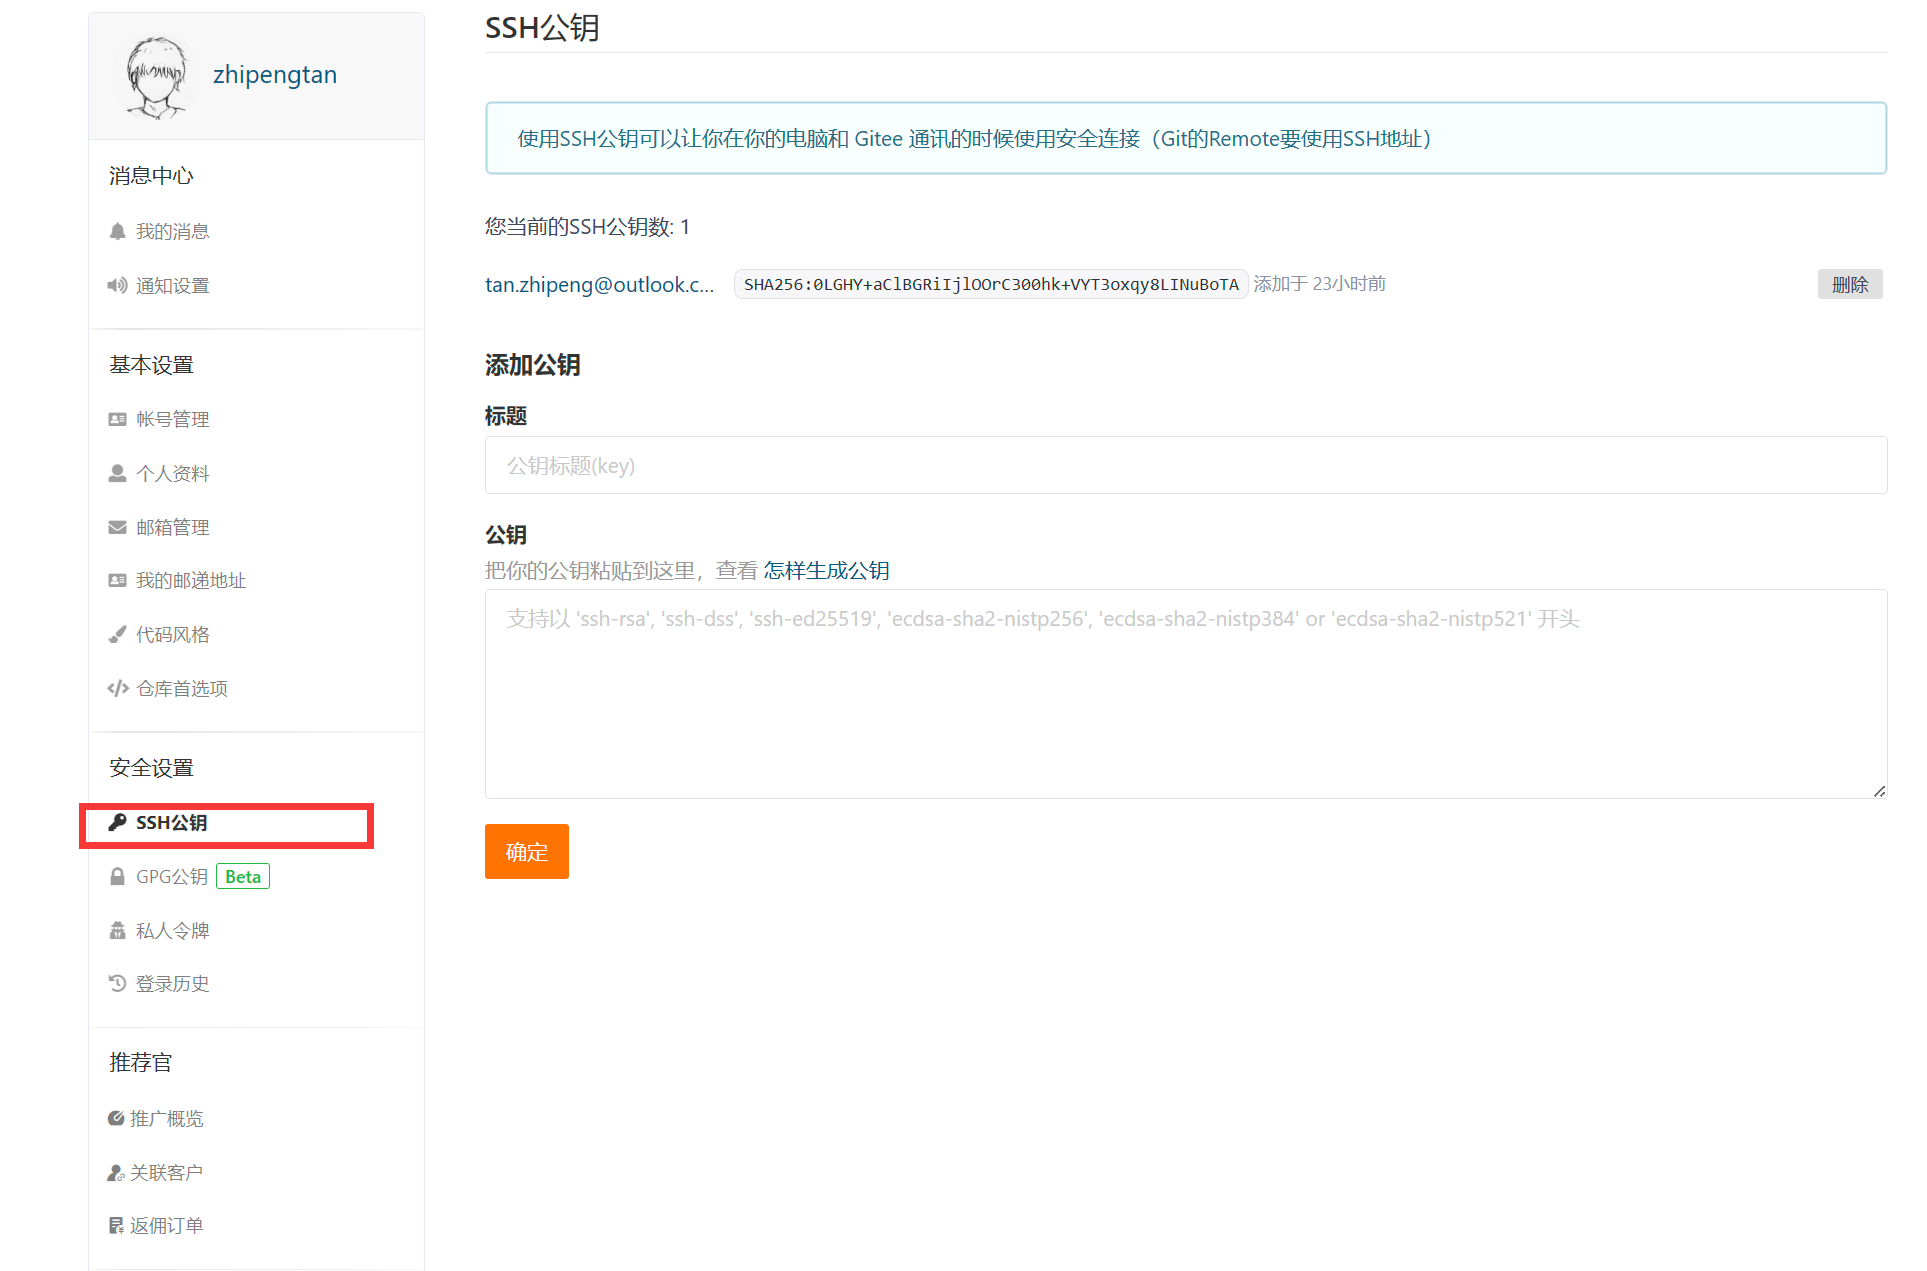 zhipengtan
消息中心
我的消息
通知设置
基本设置
帐号管理
个人资料
邮箱管理
我的邮递地址
代码风格
仓库首选项
安全设置
SSH公钥
GPG公钥 Beta
私人令牌
登录历史
推荐官
推广概览
关联客户
返佣订单
SSH公钥
使用SSH公钥可以让你在你的电脑和 Gitee 通讯的时候使用安全连接（Git的Remote要使用SSH地址）
您当前的SSH公钥数: 1
tan.zhipeng@outlook.c... SHA256:0LGHY+aClBGRiIjlOOrC300hk+VYT3oxqy8LINuBoTA 添加于 23小时前 删除
添加公钥
标题
公钥标题(key)
公钥
把你的公钥粘贴到这里，查看 怎样生成公钥
支持以 'ssh-rsa', 'ssh-dss', 'ssh-ed25519', 'ecdsa-sha2-nistp256', 'ecdsa-sha2-nistp384' or 'ecdsa-sha2-nistp521' 开头
确定